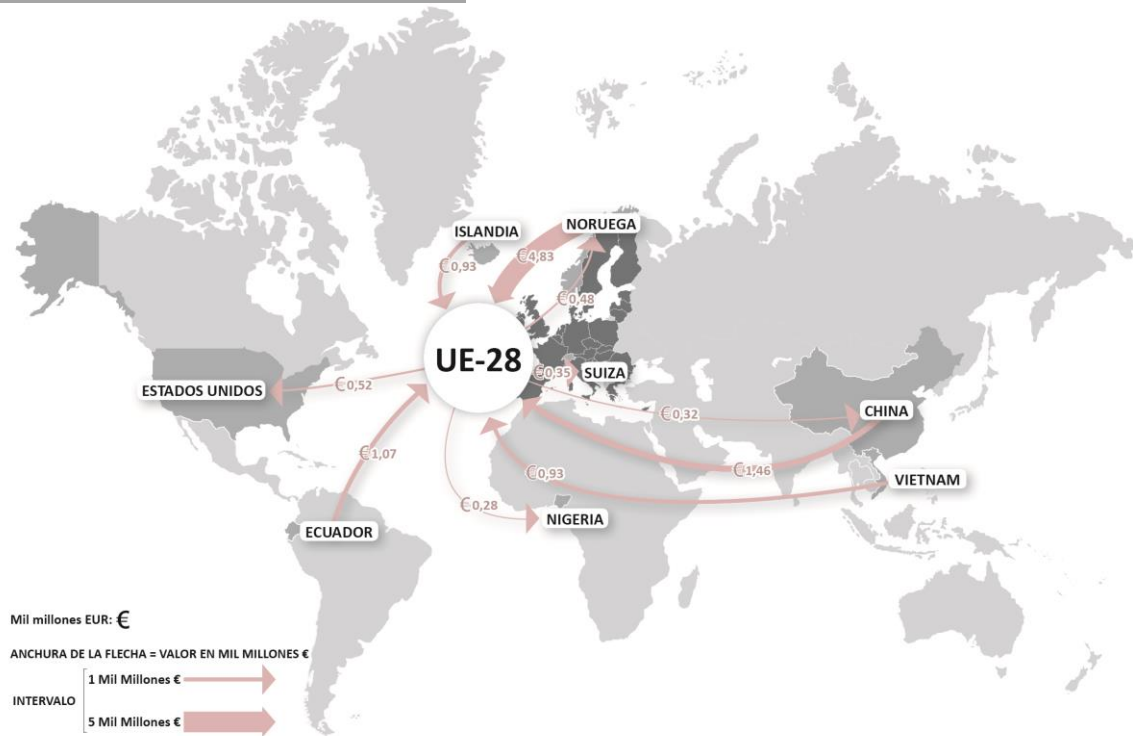 ISLANDIA
NORUEGA
€0,93
€4,83
€0,48
UE-28
€0,35
SUIZA
ESTADOS UNIDOS
€0,52
€0,32
CHINA
€1,07
€0,93
€1,46
VIETNAM
€0,28
NIGERIA
ECUADOR
Mil millones EUR: €
ANCHURA DE LA FLECHA = VALOR EN MIL MILLONES €
1 Mil Millones €
INTERVALO
5 Mil Millones €